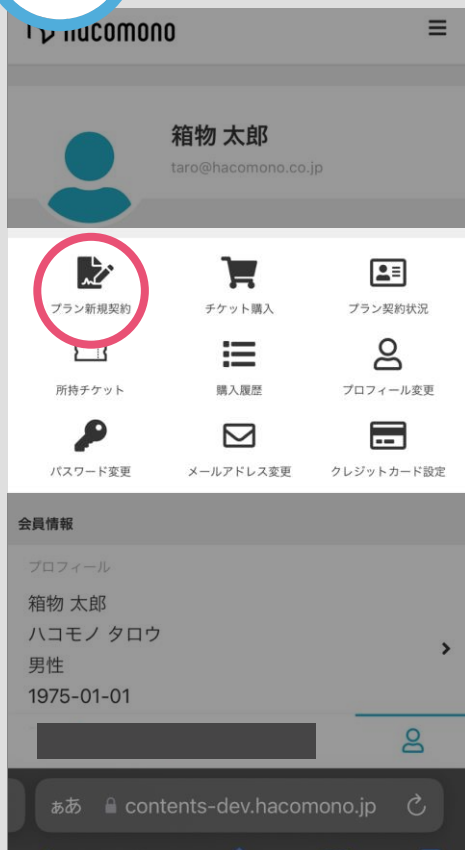 hacomono
箱物 太郎
taro@hacomono.co.jp
プラン新規契約
チケット購入
プラン契約状況
所持チケット
購入履歴
プロフィール変更
パスワード変更
メールアドレス変更
クレジットカード設定
会員情報
プロフィール
箱物 太郎
ハコモノ タロウ
男性
1975-01-01
ぁあ contents-dev.hacomono.jp